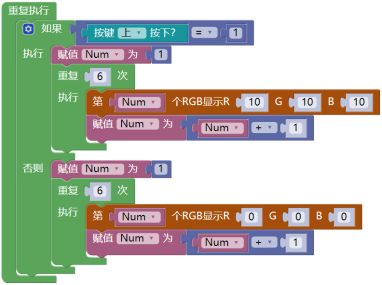 重复执行
如果 按键 上 按下? = 1
执行 赋值 Num 为 1
重复 6 次
执行 第 Num 个RGB显示R 10 G 10 B 10
赋值 Num 为 Num + 1
否则 赋值 Num 为 1
重复 6 次
执行 第 Num 个RGB显示R 0 G 0 B 0
赋值 Num 为 Num + 1